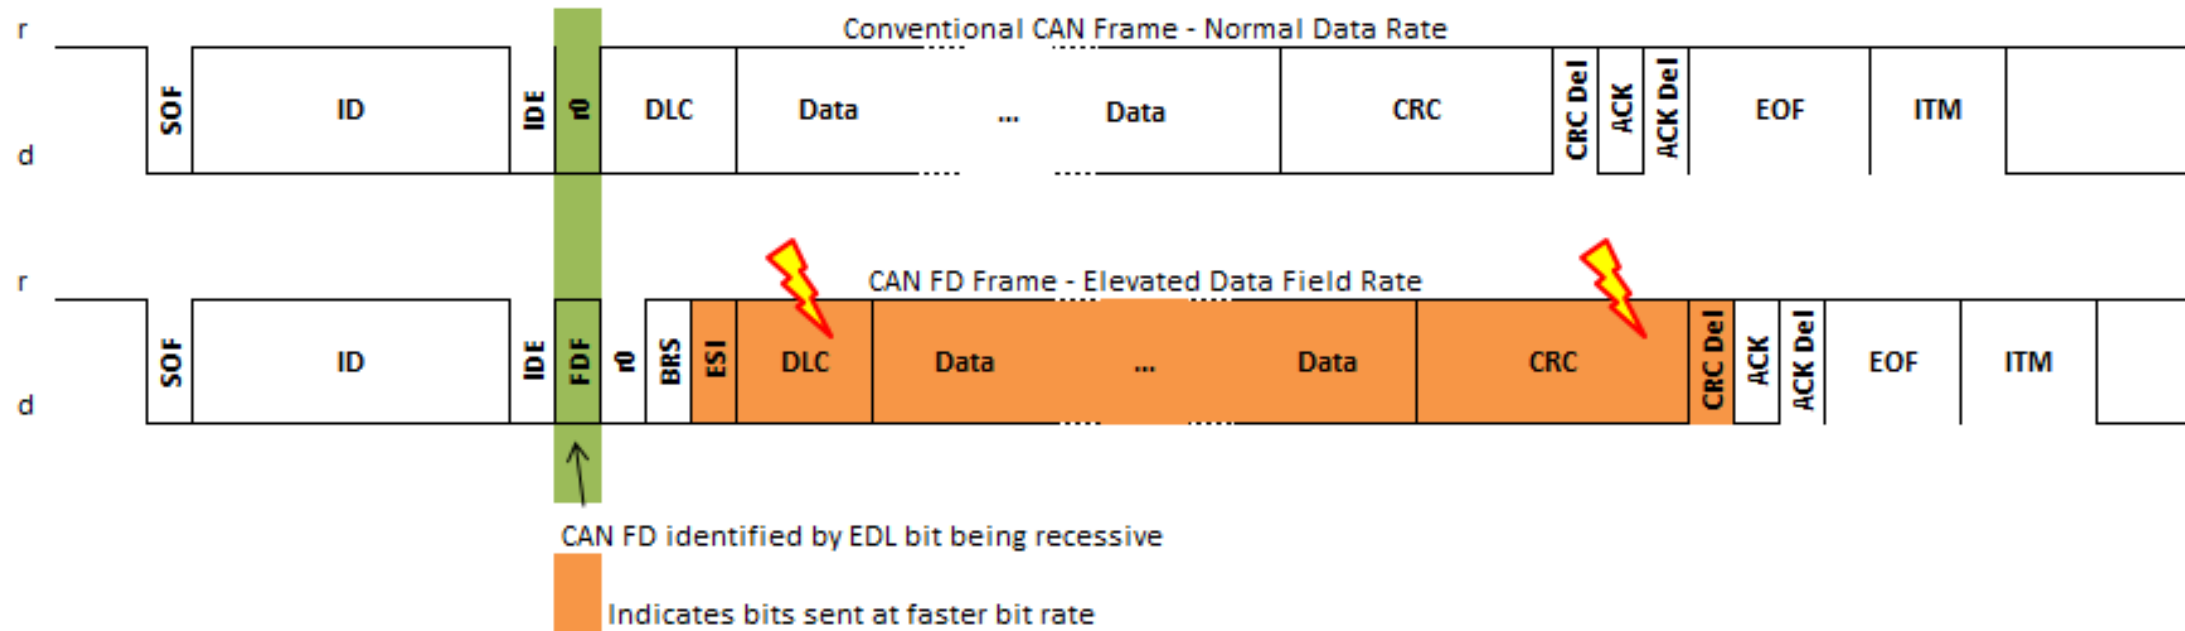 r
Conventional CAN Frame - Normal Data Rate
SOF ID IDE r0 DLC Data ... Data CRC CRC Del ACK ACK Del EOF ITM
d
r
CAN FD Frame - Elevated Data Field Rate
SOF ID IDE FDF r0 BRS ESI DLC Data ... Data CRC CRC Del ACK ACK Del EOF ITM
d
CAN FD identified by EDL bit being recessive
Indicates bits sent at faster bit rate